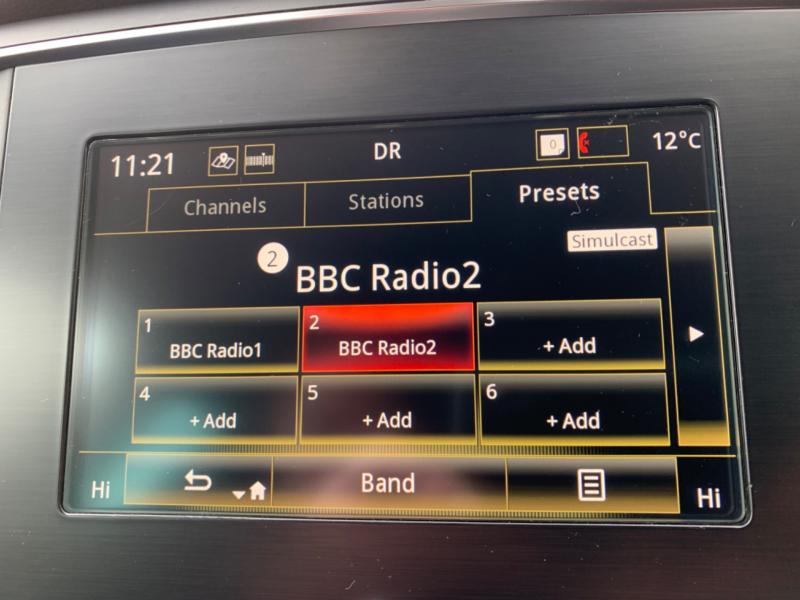 11:21 DR 0 12°C
Channels Stations Presets
Simulcast
2 BBC Radio2
1 BBC Radio1
2 BBC Radio2
3 + Add
4 + Add
5 + Add
6 + Add
Hi Band Hi